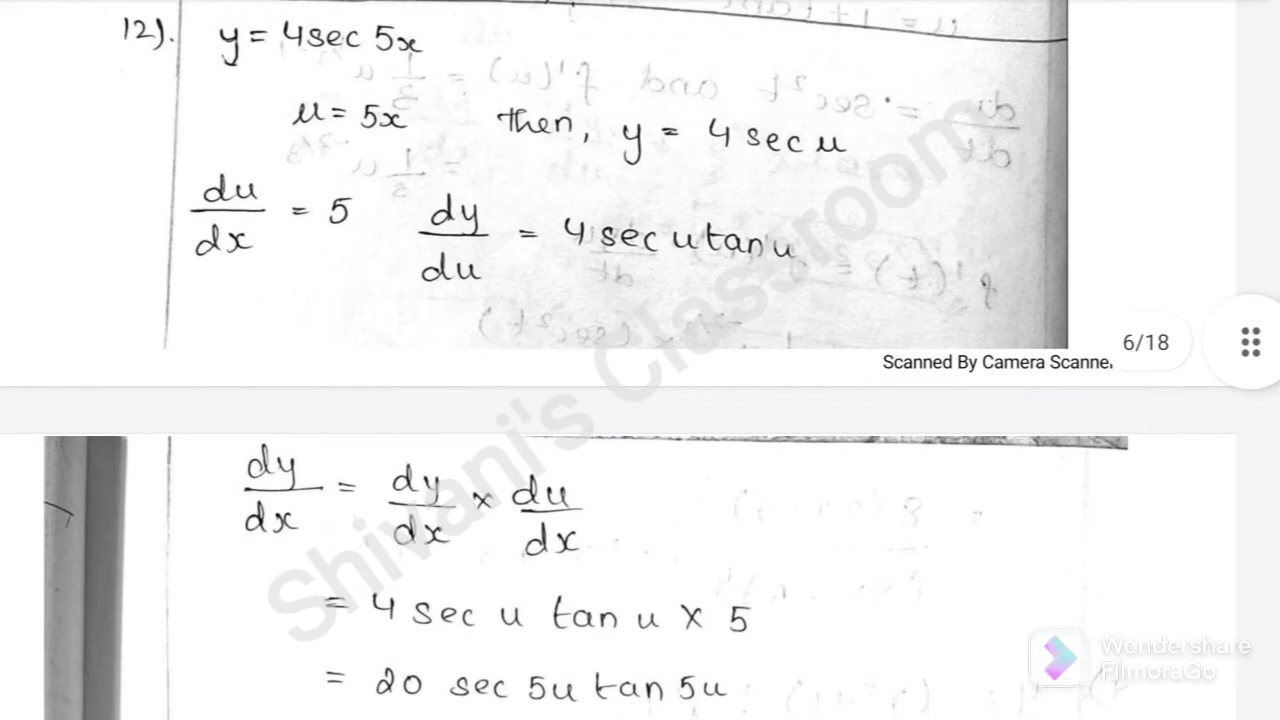 12). y = 4sec 5x
u = 5x then, y = 4 sec u
du/dx = 5 dy/du = 4 sec u tan u
6/18
Scanned By Camera Scanner
Shivani's Classroom
dy/dx = dy/dx × du/dx
= 4 sec u tan u × 5
= 20 sec 5u tan 5u
Wondershare
FilmoraGo